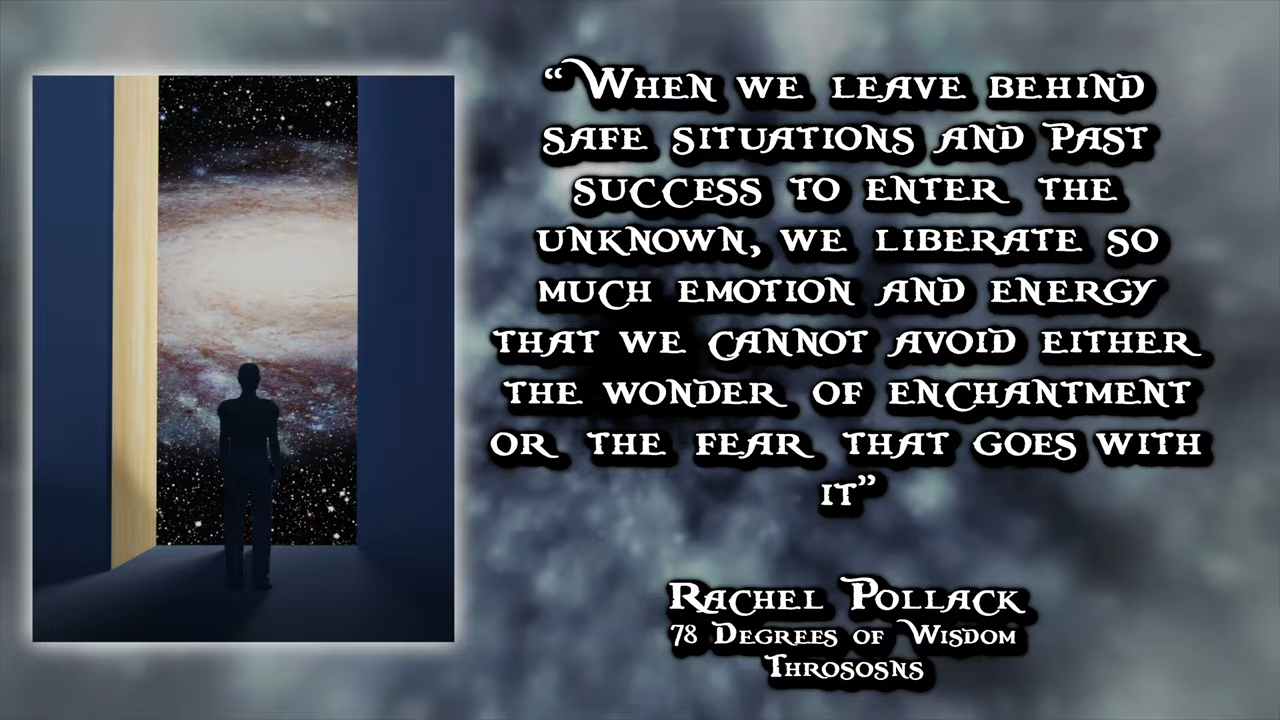 “When we leave behind
safe situations and past
success to enter the
unknown, we liberate so
much emotion and energy
that we cannot avoid either
the wonder of enchantment
or the fear that goes with
it”
Rachel Pollack
78 Degrees of Wisdom
Thrososns